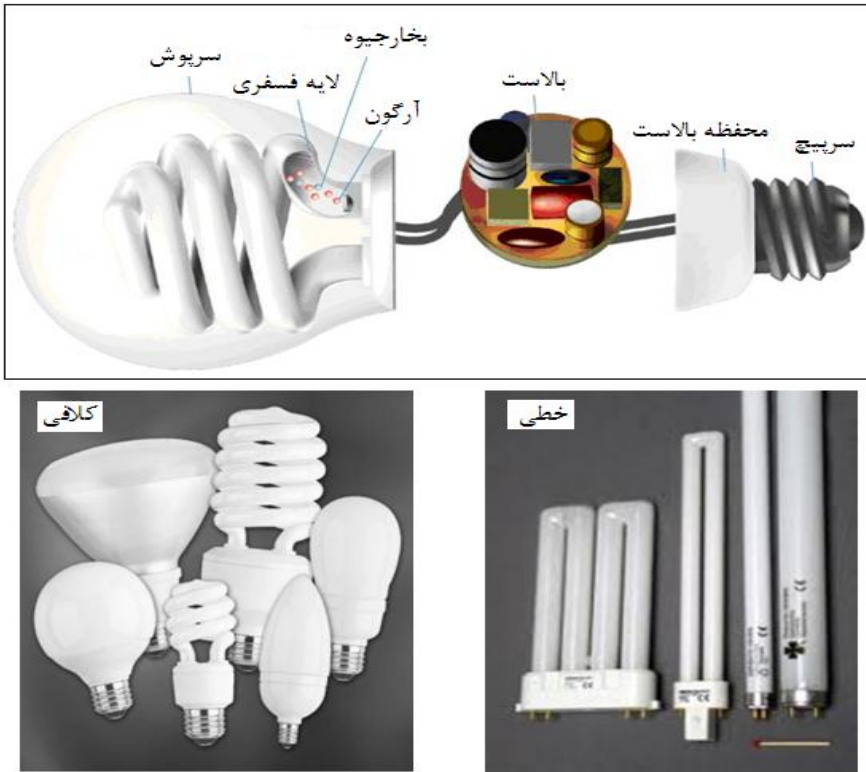 سرپوش
بخارجیوه
لایه فسفری
آرگون
بالاست
محفظه بالاست
سرپیچ
کلافی
خطی